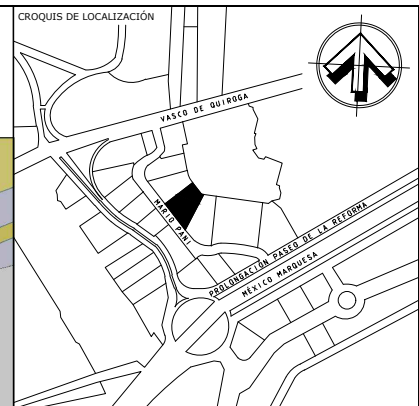 CROQUIS DE LOCALIZACIÓN
VASCO DE QUIROGA
MARIO PANI
PROLONGACIÓN PASEO DE LA REFORMA
MÉXICO MARQUESA